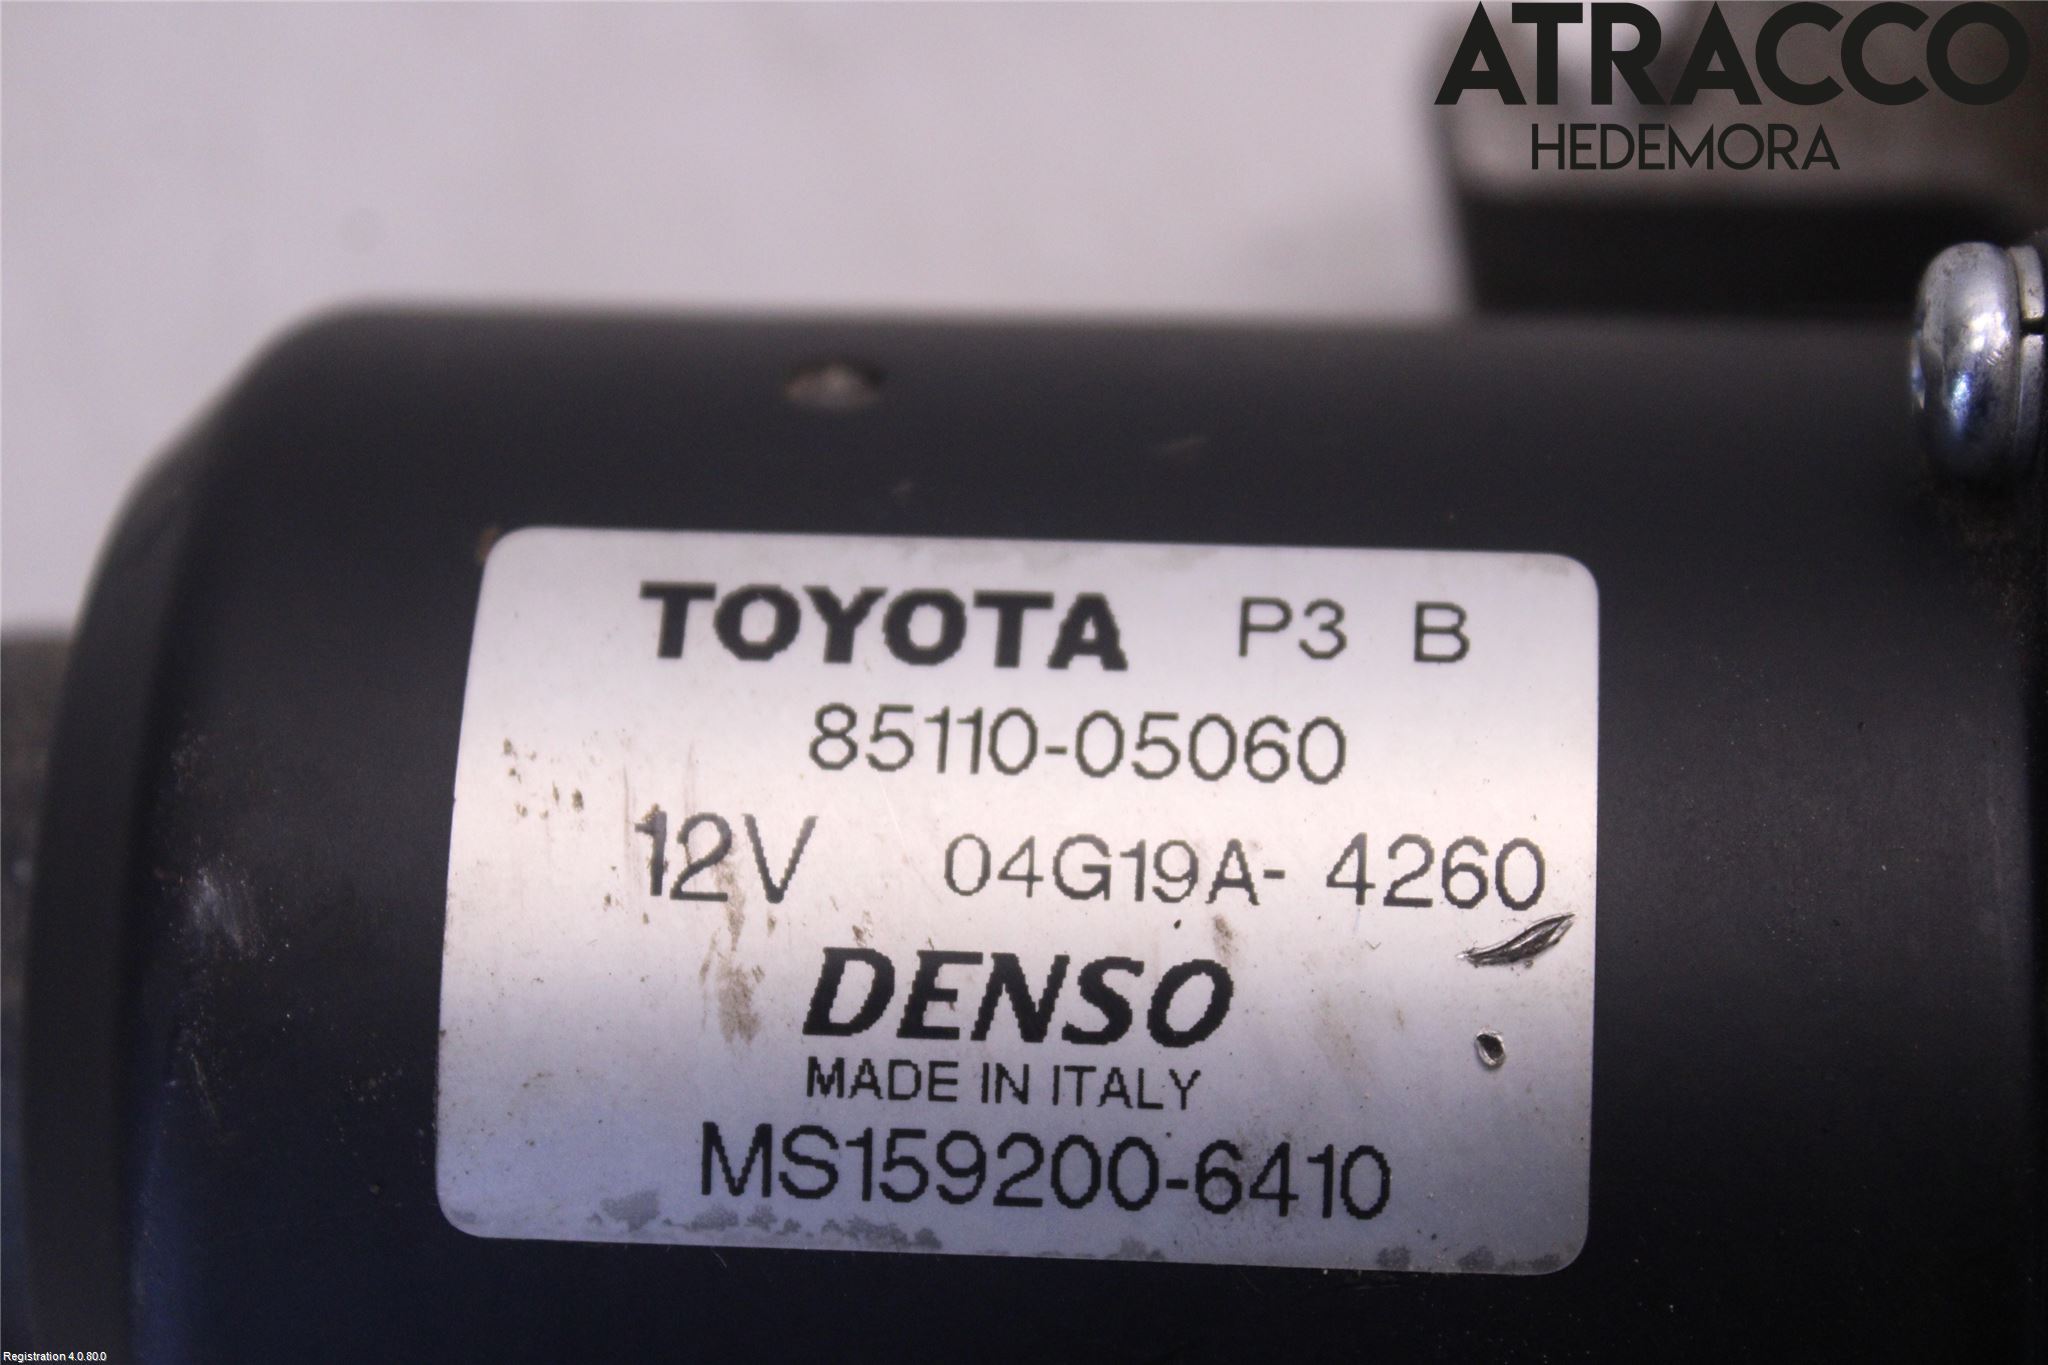 ATRACCO
HEDEMORA
TOYOTA P3 B
85110-05060
12V 04G19A- 4260
DENSO
MADE IN ITALY
MS159200-6410
Registration 4.0.80.0